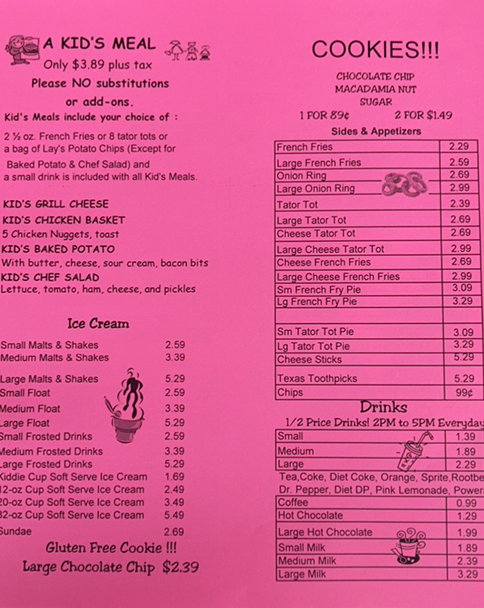 A KID'S MEAL
Only $3.89 plus tax
Please NO substitutions
or add-ons.
Kid's Meals include your choice of :
2 ½ oz. French Fries or 8 tator tots or
a bag of Lay's Potato Chips (Except for
Baked Potato & Chef Salad) and
a small drink is included with all Kid's Meals.
KID'S GRILL CHEESE
KID'S CHICKEN BASKET
5 Chicken Nuggets, toast
KID'S BAKED POTATO
With butter, cheese, sour cream, bacon bits
KID'S CHEF SALAD
Lettuce, tomato, ham, cheese, and pickles
Ice Cream
Small Malts & Shakes 2.59
Medium Malts & Shakes 3.39
Large Malts & Shakes 5.29
Small Float 2.59
Medium Float 3.39
Large Float 5.29
Small Frosted Drinks 2.59
Medium Frosted Drinks 3.39
Large Frosted Drinks 5.29
Kiddie Cup Soft Serve Ice Cream 1.69
12-oz Cup Soft Serve Ice Cream 2.49
20-oz Cup Soft Serve Ice Cream 3.49
32-oz Cup Soft Serve Ice Cream 5.49
Sundae 2.69
Gluten Free Cookie !!!
Large Chocolate Chip $2.39
COOKIES!!!
CHOCOLATE CHIP
MACADAMIA NUT
SUGAR
1 FOR 89¢ 2 FOR $1.49
Sides & Appetizers
French Fries 2.29
Large French Fries 2.59
Onion Ring 2.69
Large Onion Ring 2.99
Tator Tot 2.39
Large Tator Tot 2.69
Cheese Tator Tot 2.69
Large Cheese Tator Tot 2.99
Cheese French Fries 2.69
Large Cheese French Fries 2.99
Sm French Fry Pie 3.09
Lg French Fry Pie 3.29
Sm Tator Tot Pie 3.09
Lg Tator Tot Pie 3.29
Cheese Sticks 5.29
Texas Toothpicks 5.29
Chips 99¢
Drinks
1/2 Price Drinks! 2PM to 5PM Everyday
Small 1.39
Medium 1.89
Large 2.29
Tea,Coke, Diet Coke, Orange, Sprite,Rootbe
Dr. Pepper, Diet DP, Pink Lemonade, Power
Coffee 0.99
Hot Chocolate 1.29
Large Hot Chocolate 1.99
Small Milk 1.89
Medium Milk 2.39
Large Milk 3.29